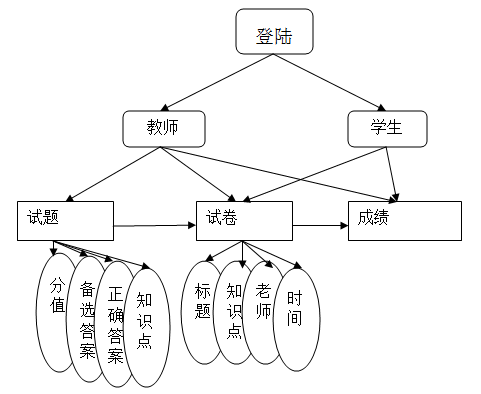 登陆
教师
学生
试题
试卷
成绩
分值
备选答案
正确答案
知识点
标题
知识点
老师
时间